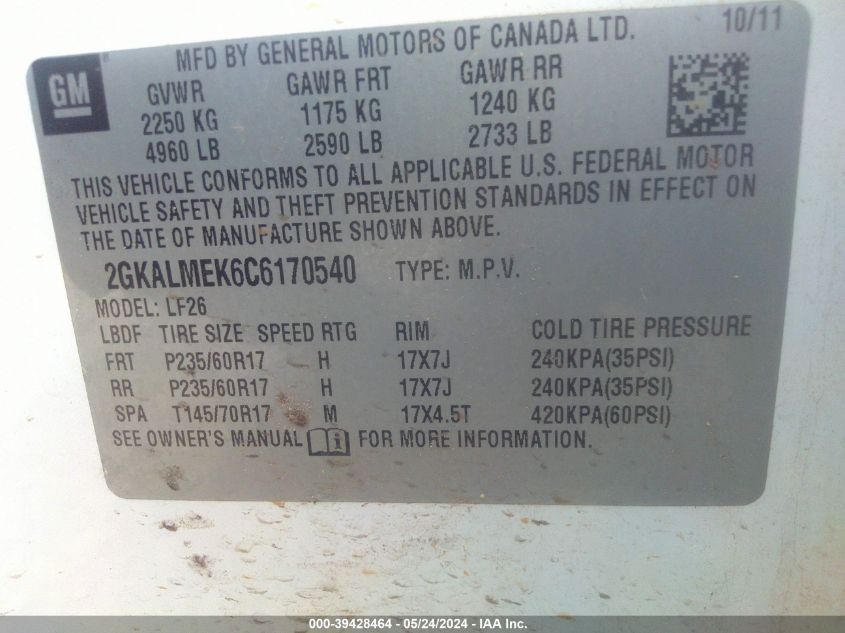 MFD BY GENERAL MOTORS OF CANADA LTD. 10/11
GM
GVWR GAWR FRT GAWR RR
2250 KG 1175 KG 1240 KG
4960 LB 2590 LB 2733 LB
THIS VEHICLE CONFORMS TO ALL APPLICABLE U.S. FEDERAL MOTOR
VEHICLE SAFETY AND THEFT PREVENTION STANDARDS IN EFFECT ON
THE DATE OF MANUFACTURE SHOWN ABOVE.
2GKALMEK6C6170540 TYPE: M.P.V.
MODEL: LF26
LBDF TIRE SIZE SPEED RTG RIM COLD TIRE PRESSURE
FRT P235/60R17 H 17X7J 240KPA(35PSI)
RR P235/60R17 H 17X7J 240KPA(35PSI)
SPA T145/70R17 M 17X4.5T 420KPA(60PSI)
SEE OWNER'S MANUAL i FOR MORE INFORMATION.
000-39428464 - 05/24/2024 - IAA Inc.